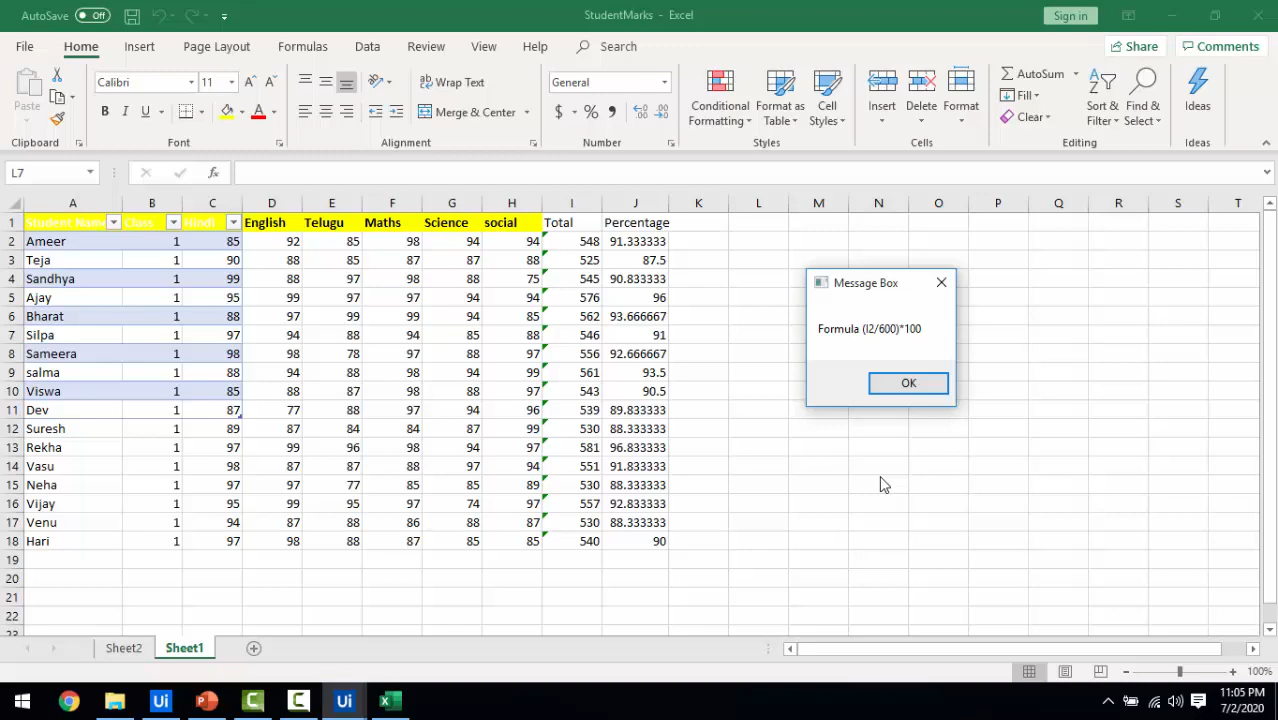 AutoSave Off StudentMarks - Excel Sign in
File Home Insert Page Layout Formulas Data Review View Help Search Share Comments
Paste Calibri 11 A A Wrap Text General Conditional Formatting Format as Table Cell Styles Insert Delete Format AutoSum Fill Clear Sort & Filter Find & Select Ideas
B I U A Merge & Center $ % ,
Clipboard Font Alignment Number Styles Cells Editing Ideas
L7 fx
A B C D E F G H I J K L M N O P Q R S T
1 Student Name Class Hindi English Telugu Maths Science social Total Percentage
2 Ameer 1 85 92 85 98 94 94 548 91.333333
3 Teja 1 90 88 85 87 87 88 525 87.5
4 Sandhya 1 99 88 97 98 88 75 545 90.833333
5 Ajay 1 95 99 97 97 94 94 576 96
6 Bharat 1 88 97 99 99 94 85 562 93.666667
7 Silpa 1 97 94 88 94 85 88 546 91
8 Sameera 1 98 98 78 97 88 97 556 92.666667
9 salma 1 88 94 88 98 94 99 561 93.5
10 Viswa 1 85 88 87 98 88 97 543 90.5
11 Dev 1 87 77 88 97 94 96 539 89.833333
12 Suresh 1 89 87 84 84 87 99 530 88.333333
13 Rekha 1 97 99 96 98 94 97 581 96.833333
14 Vasu 1 98 87 87 88 97 94 551 91.833333
15 Neha 1 97 97 77 85 85 89 530 88.333333
16 Vijay 1 95 99 95 97 74 97 557 92.833333
17 Venu 1 94 87 88 86 88 87 530 88.333333
18 Hari 1 97 98 88 87 85 85 540 90
19
20
21
22
23
Message Box
Formula (I2/600)*100
OK
Sheet2 Sheet1
100%
Ui P C C Ui X 11:05 PM
7/2/2020